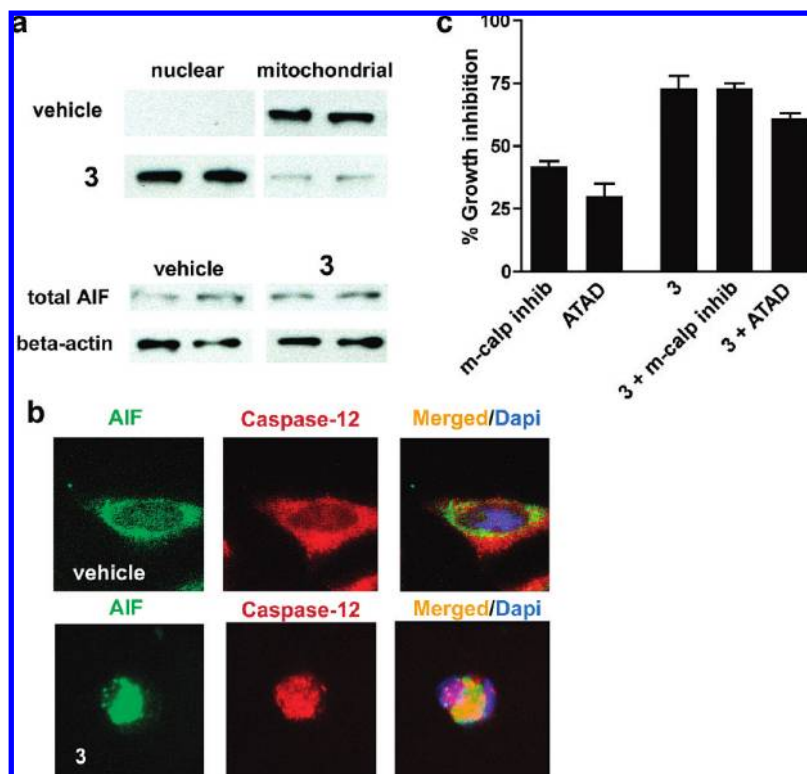 a
nuclear mitochondrial
vehicle
3
vehicle 3
total AIF
beta-actin
c
% Growth inhibition
100
75
50
25
0
m-calp inhib
ATAD
3
3 + m-calp inhib
3 + ATAD
b
AIF Caspase-12 Merged/Dapi
vehicle
AIF Caspase-12 Merged/Dapi
3